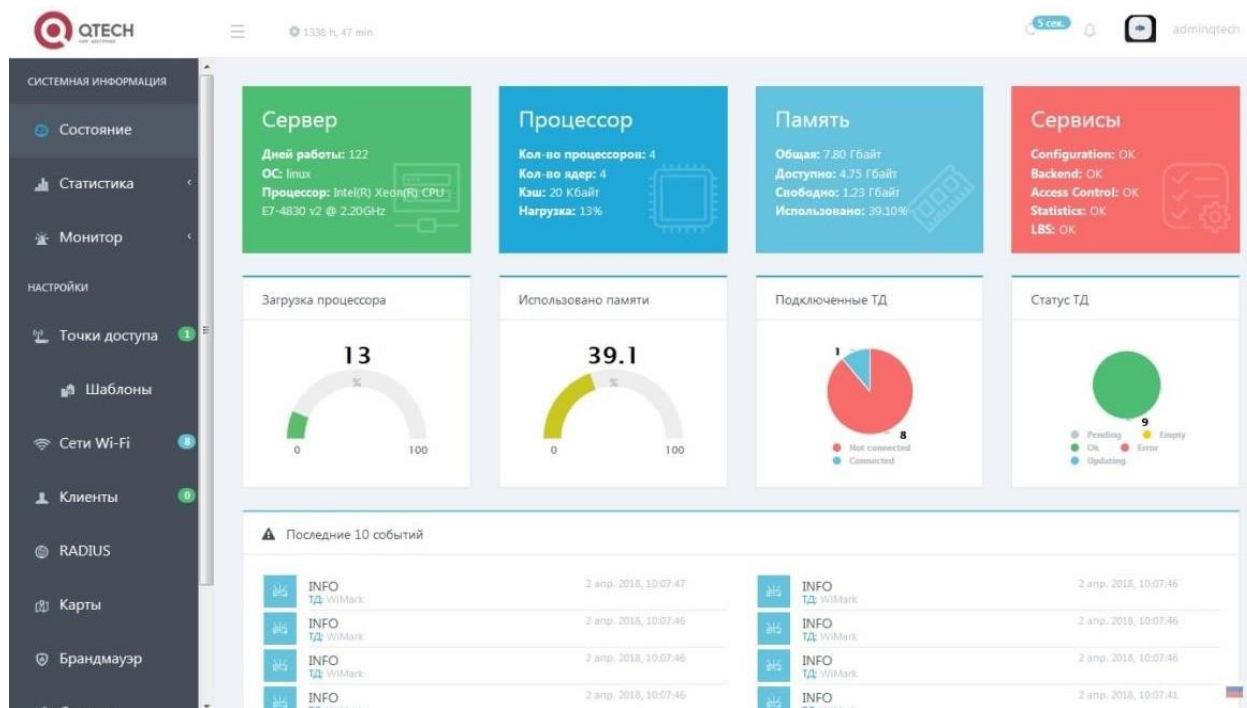 QTECH
1338 h, 47 min
5 сек.
adminqtech
СИСТЕМНАЯ ИНФОРМАЦИЯ
Состояние
Статистика
Монитор
НАСТРОЙКИ
Точки доступа 1
Шаблоны
Сети Wi-Fi 8
Клиенты 0
RADIUS
Карты
Брандмауэр
Сервер
Дней работы: 122
ОС: linux
Процессор: Intel(R) Xeon(R) CPU
E7-4830 v2 @ 2.20GHz
Процессор
Кол-во процессоров: 4
Кол-во ядер: 4
Кэш: 20 Кбайт
Нагрузка: 13%
Память
Общая: 7.80 Гбайт
Доступно: 4.75 Гбайт
Свободно: 1.23 Гбайт
Использовано: 39.10%
Сервисы
Configuration: OK
Backend: OK
Access Control: OK
Statistics: OK
LBS: OK
Загрузка процессора
13
%
0 100
Использовано памяти
39.1
%
0 100
Подключенные ТД
1
8
Not connected
Connected
Статус ТД
9
Pending Empty
Ok Error
Updating
Последние 10 событий
INFO 2 апр. 2018, 10:07:47
ТД: WiMark
INFO 2 апр. 2018, 10:07:46
ТД: WiMark
INFO 2 апр. 2018, 10:07:46
ТД: WiMark
INFO 2 апр. 2018, 10:07:46
INFO 2 апр. 2018, 10:07:46
ТД: WiMark
INFO 2 апр. 2018, 10:07:46
ТД: WiMark
INFO 2 апр. 2018, 10:07:46
ТД: WiMark
INFO 2 апр. 2018, 10:07:41